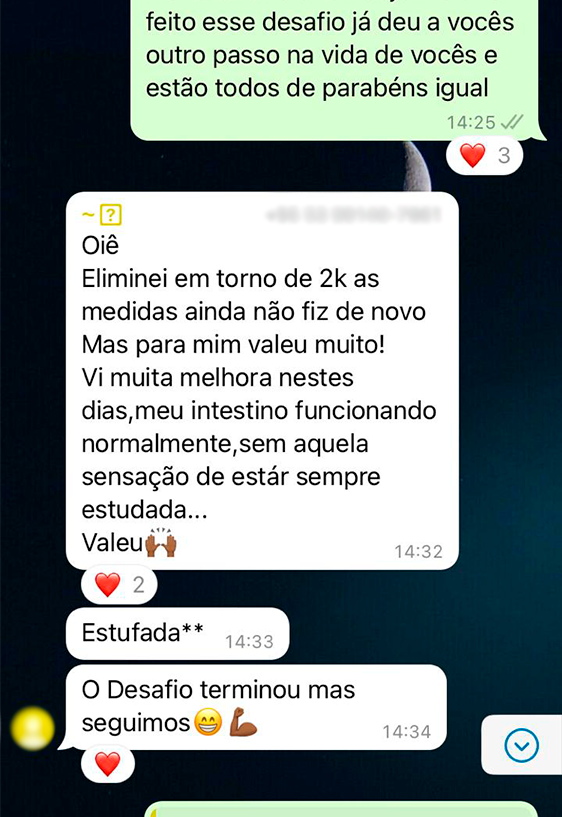 feito esse desafio já deu a vocês
outro passo na vida de vocês e
estão todos de parabéns igual
14:25
❤️ 3
~
Oiê
Eliminei em torno de 2k as
medidas ainda não fiz de novo
Mas para mim valeu muito!
Vi muita melhora nestes
dias,meu intestino funcionando
normalmente,sem aquela
sensação de estár sempre
estudada...
Valeu🙌🏾
14:32
❤️ 2
Estufada** 14:33
O Desafio terminou mas
seguimos😁💪🏾
14:34
❤️